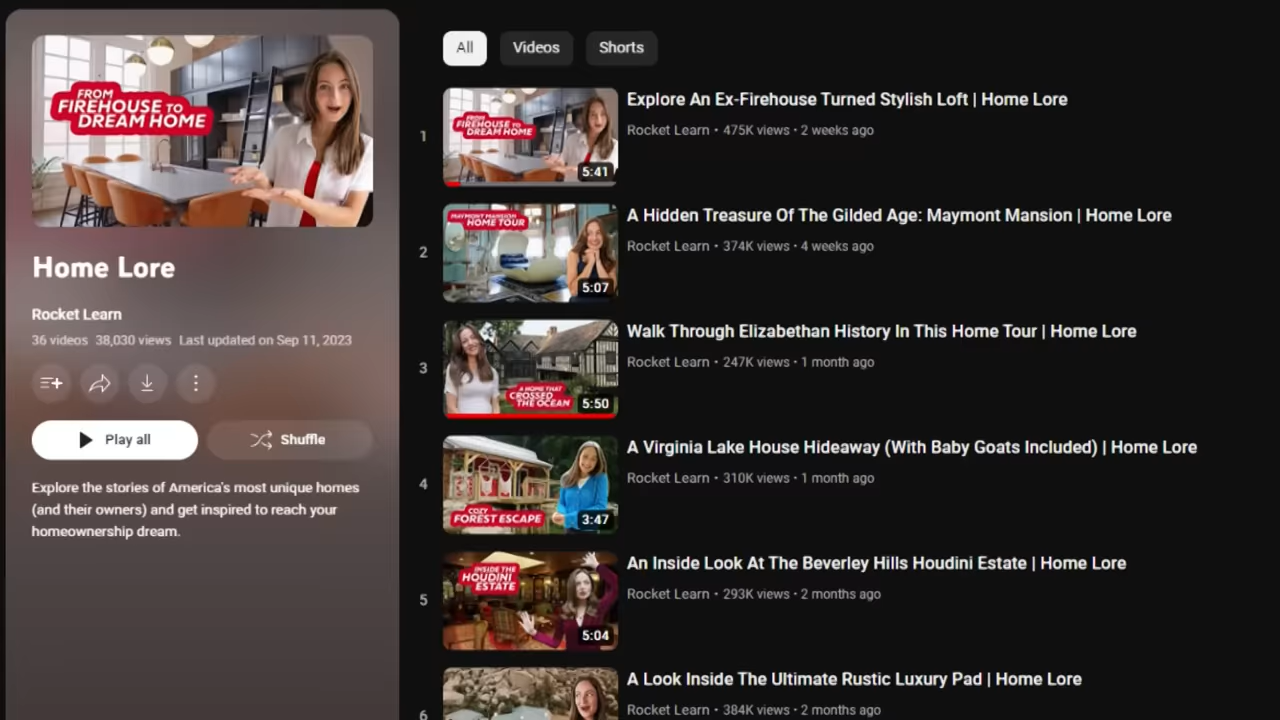 FROM
FIREHOUSE TO
DREAM HOME
Home Lore
Rocket Learn
36 videos 38,030 views Last updated on Sep 11, 2023
Play all
Shuffle
Explore the stories of America's most unique homes
(and their owners) and get inspired to reach your
homeownership dream.
All Videos Shorts
1
FROM
FIREHOUSE TO
DREAM HOME
5:41
Explore An Ex-Firehouse Turned Stylish Loft | Home Lore
Rocket Learn • 475K views • 2 weeks ago
2
MAYMONT MANSION
HOME TOUR
5:07
A Hidden Treasure Of The Gilded Age: Maymont Mansion | Home Lore
Rocket Learn • 374K views • 4 weeks ago
3
A HOME THAT
CROSSED
THE OCEAN
5:50
Walk Through Elizabethan History In This Home Tour | Home Lore
Rocket Learn • 247K views • 1 month ago
4
COZY
FOREST ESCAPE
3:47
A Virginia Lake House Hideaway (With Baby Goats Included) | Home Lore
Rocket Learn • 310K views • 1 month ago
5
INSIDE THE
HOUDINI
ESTATE
5:04
An Inside Look At The Beverley Hills Houdini Estate | Home Lore
Rocket Learn • 293K views • 2 months ago
6
A Look Inside The Ultimate Rustic Luxury Pad | Home Lore
Rocket Learn • 384K views • 2 months ago